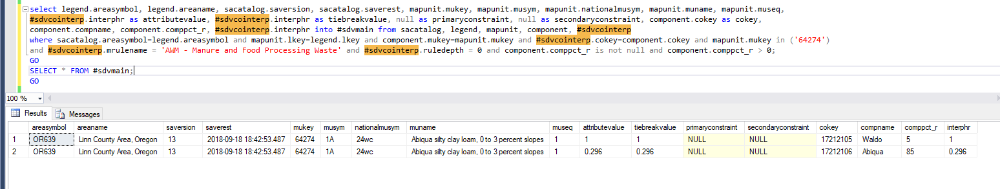 select legend.areasymbol, legend.areaname, sacatalog.saversion, sacatalog.saverest, mapunit.mukey, mapunit.musym, mapunit.nationalmusym, mapunit.muname, mapunit.museq,
#sdvcointerp.interphr as attributevalue, #sdvcointerp.interphr as tiebreakvalue, null as primaryconstraint, null as secondaryconstraint, component.cokey as cokey,
component.compname, component.comppct_r, #sdvcointerp.interphr into #sdvmain from sacatalog, legend, mapunit, component, #sdvcointerp
where sacatalog.areasymbol=legend.areasymbol and mapunit.lkey=legend.lkey and component.mukey=mapunit.mukey and #sdvcointerp.cokey=component.cokey and mapunit.mukey in ('64274')
and #sdvcointerp.mrulename = 'AWM - Manure and Food Processing Waste' and #sdvcointerp.ruledepth = 0 and component.comppct_r is not null and component.comppct_r > 0;
GO
SELECT * FROM #sdvmain;
GO
100 %
Results Messages
areasymbol areaname saversion saverest mukey musym nationalmusym muname museq attributevalue tiebreakvalue primaryconstraint secondaryconstraint cokey compname comppct_r interphr
1 OR639 Linn County Area, Oregon 13 2018-09-18 18:42:53.487 64274 1A 24wc Abiqua silty clay loam, 0 to 3 percent slopes 1 1 1 NULL NULL 17212105 Waldo 5 1
2 OR639 Linn County Area, Oregon 13 2018-09-18 18:42:53.487 64274 1A 24wc Abiqua silty clay loam, 0 to 3 percent slopes 1 0.296 0.296 NULL NULL 17212106 Abiqua 85 0.296